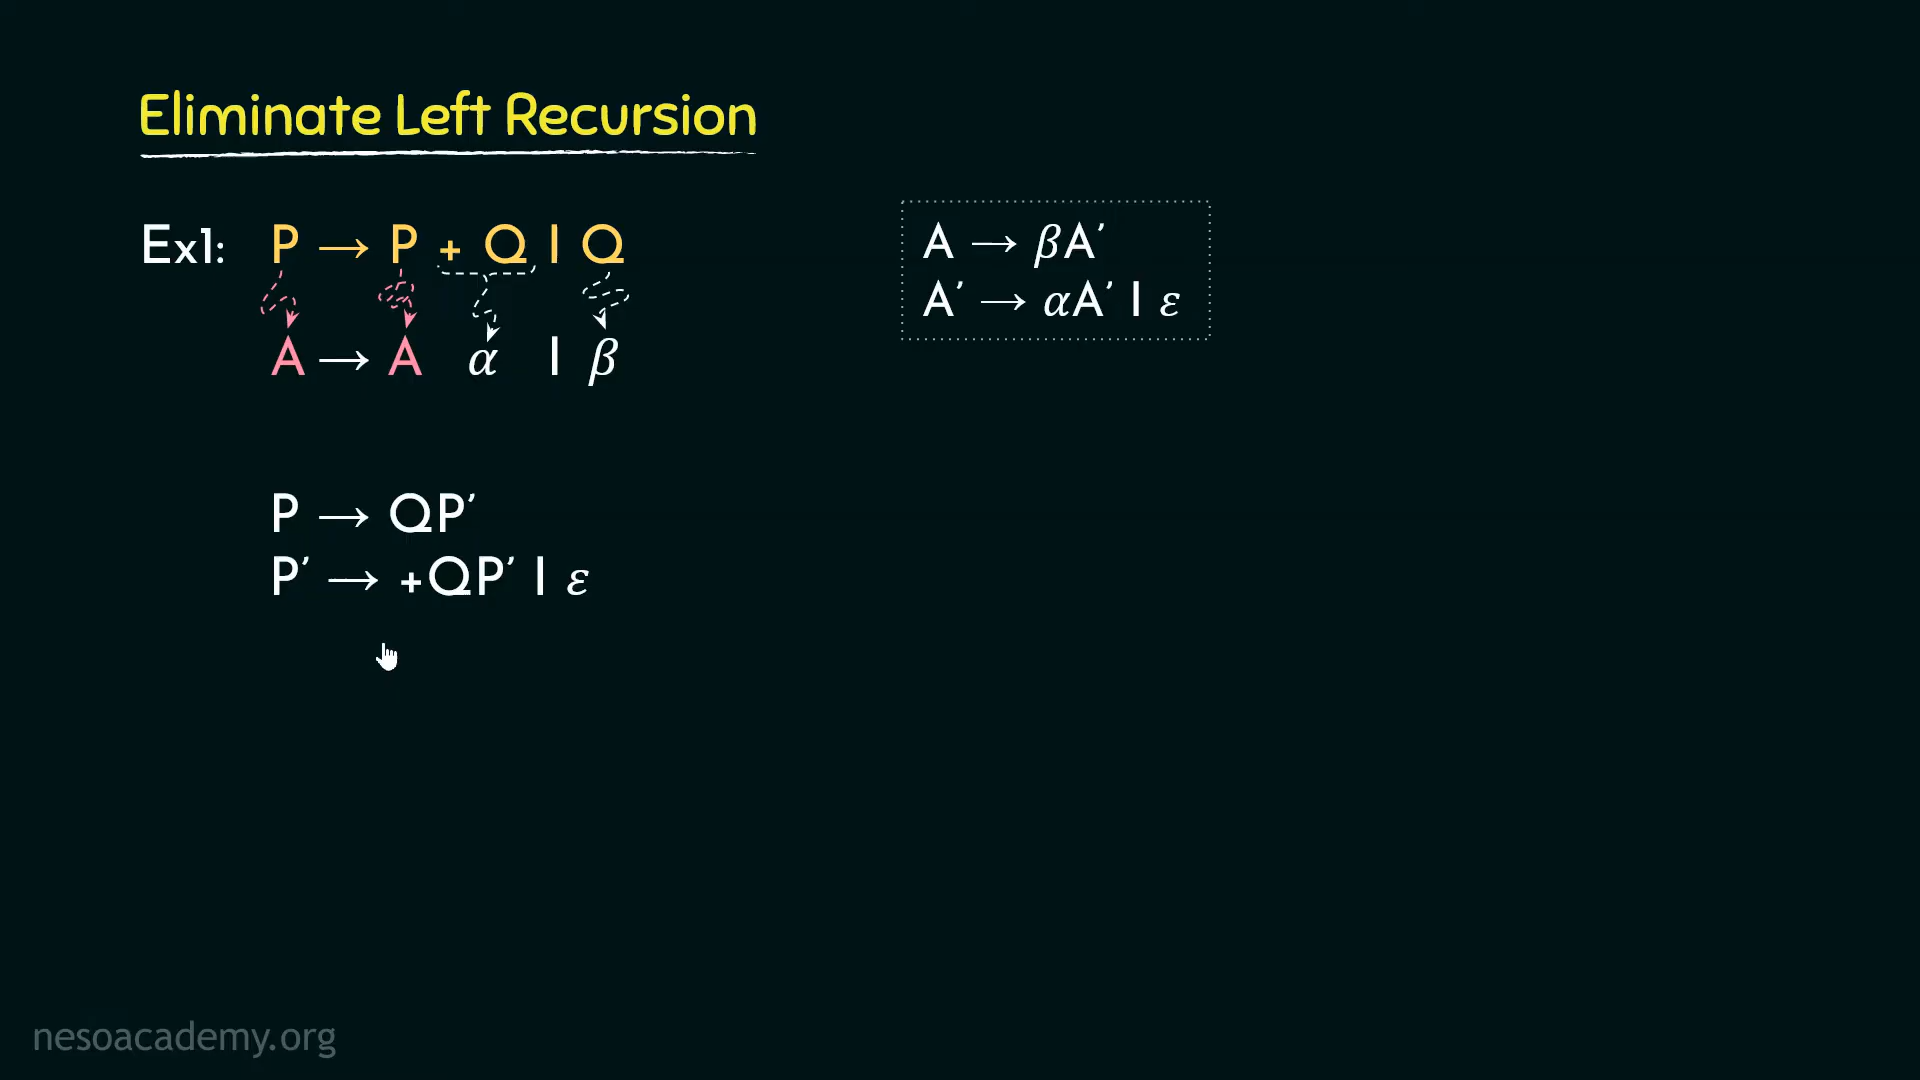 Eliminate Left Recursion
Ex1: P → P + Q | Q
A → A α | β
A → βA’
A’ → αA’ | ε
P → QP’
P’ → +QP’ | ε
nesoacademy.org